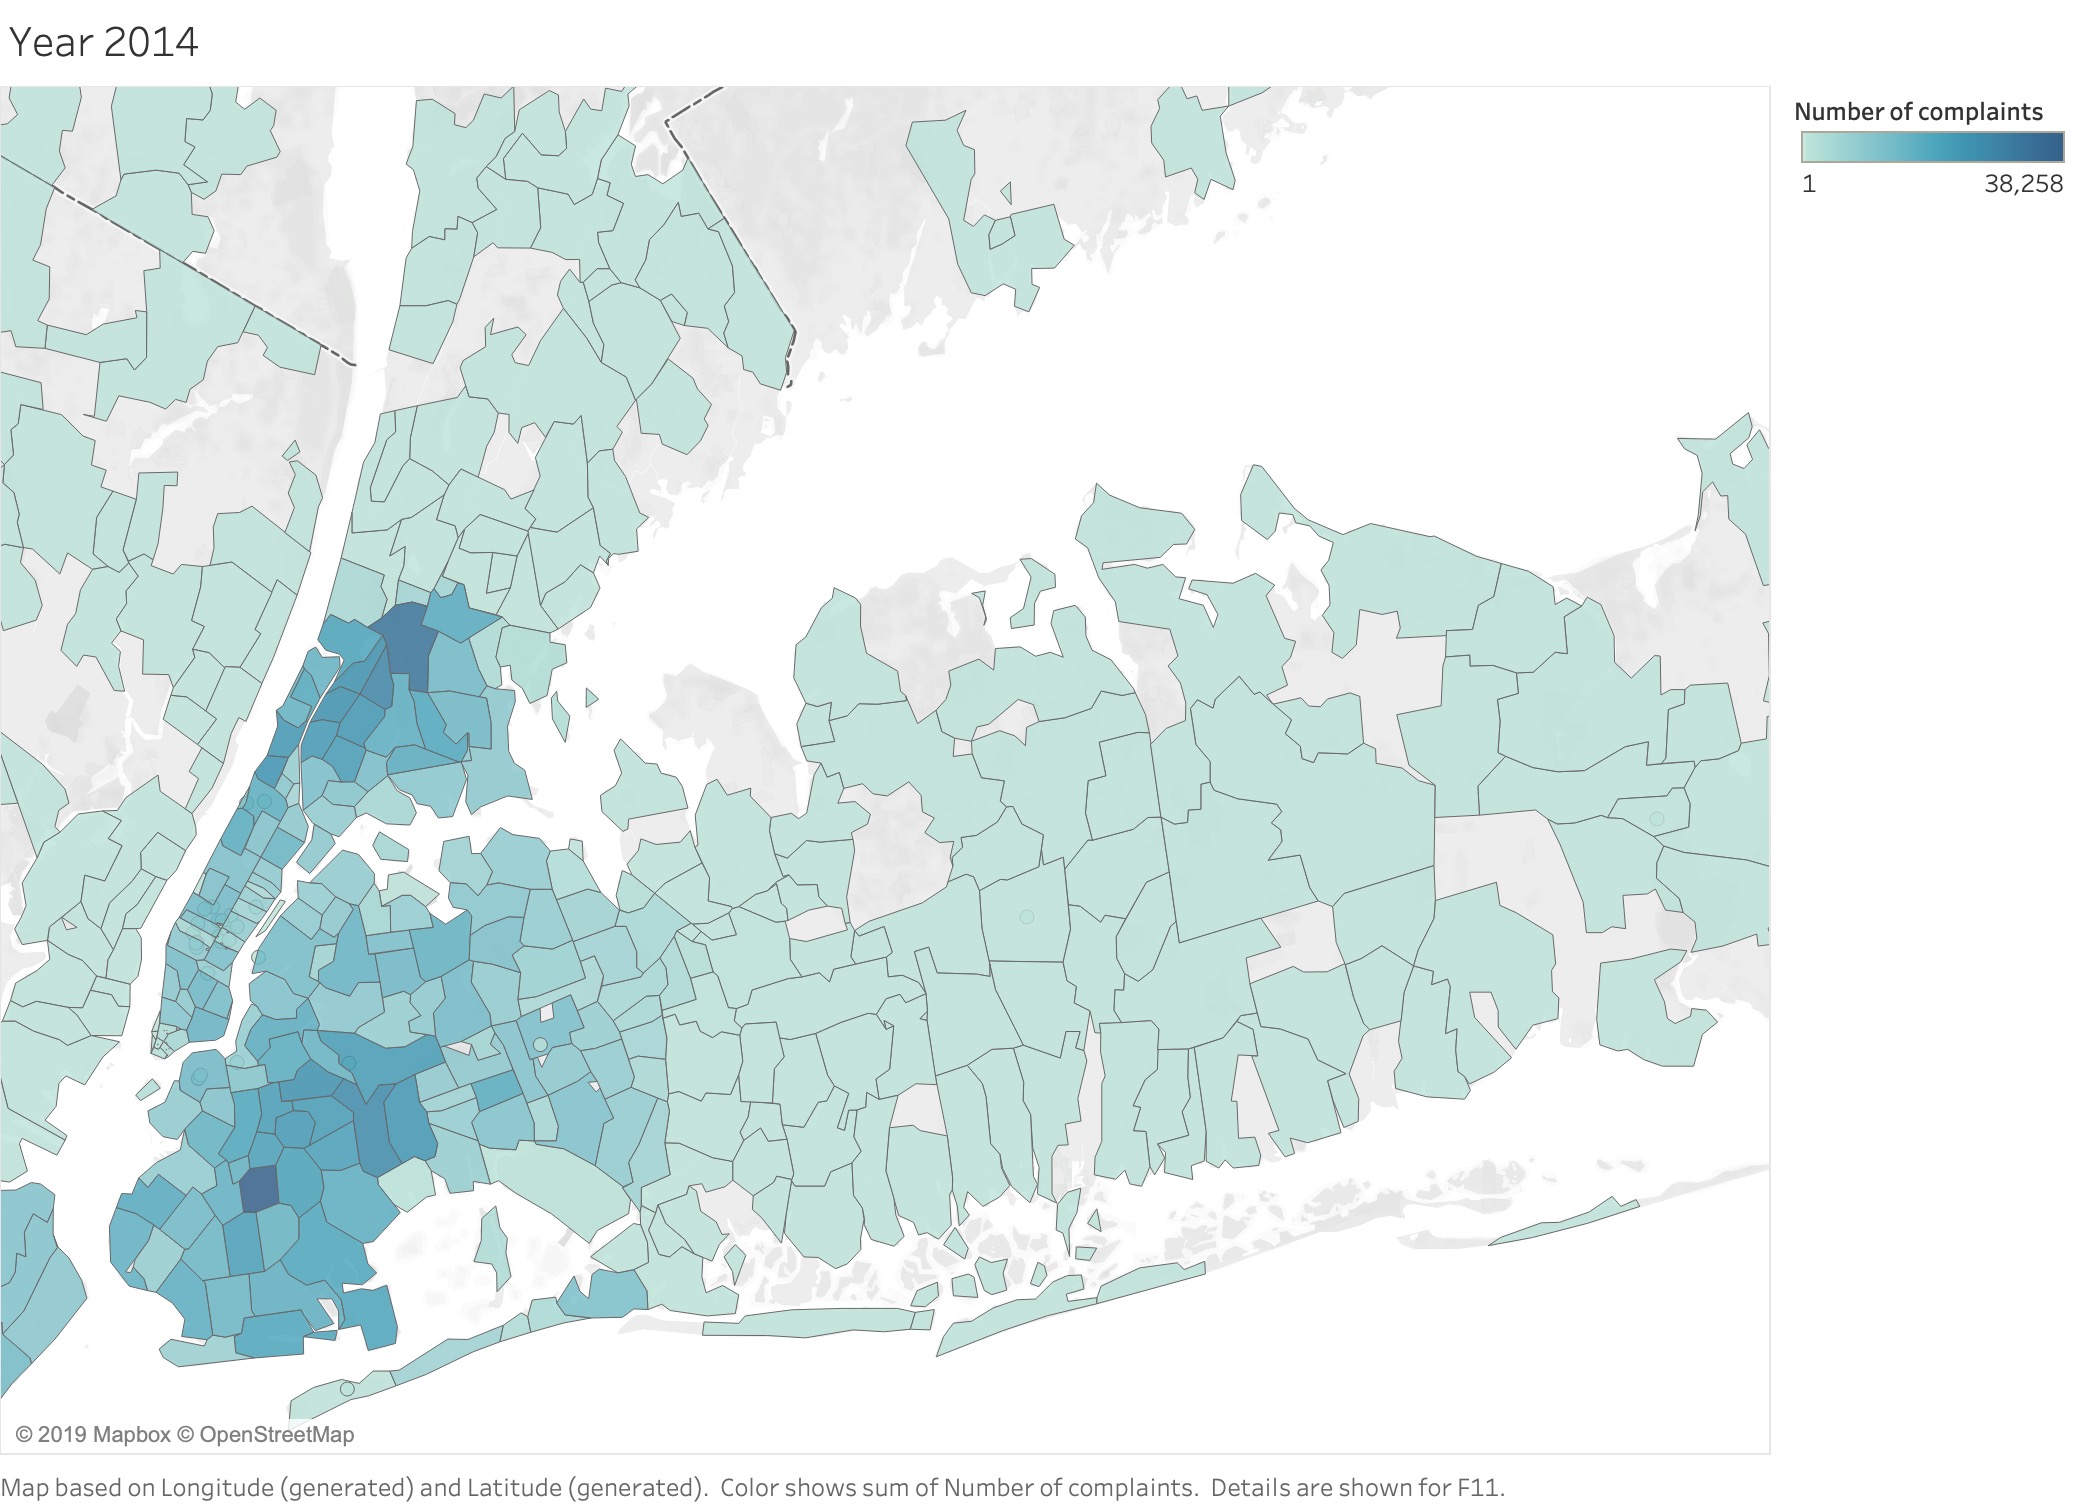 Year 2014
Number of complaints
1 38,258
© 2019 Mapbox © OpenStreetMap
Map based on Longitude (generated) and Latitude (generated).  Color shows sum of Number of complaints.  Details are shown for F11.